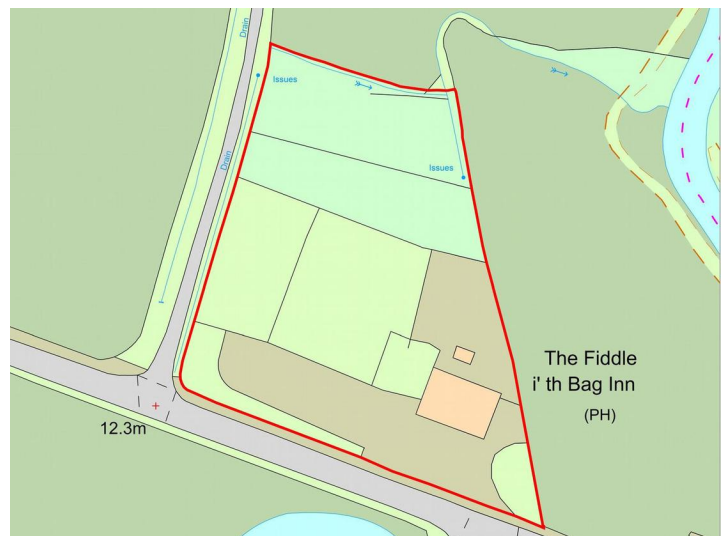 Drain
Issues
Drain
Issues
The Fiddle
i' th Bag Inn
(PH)
12.3m